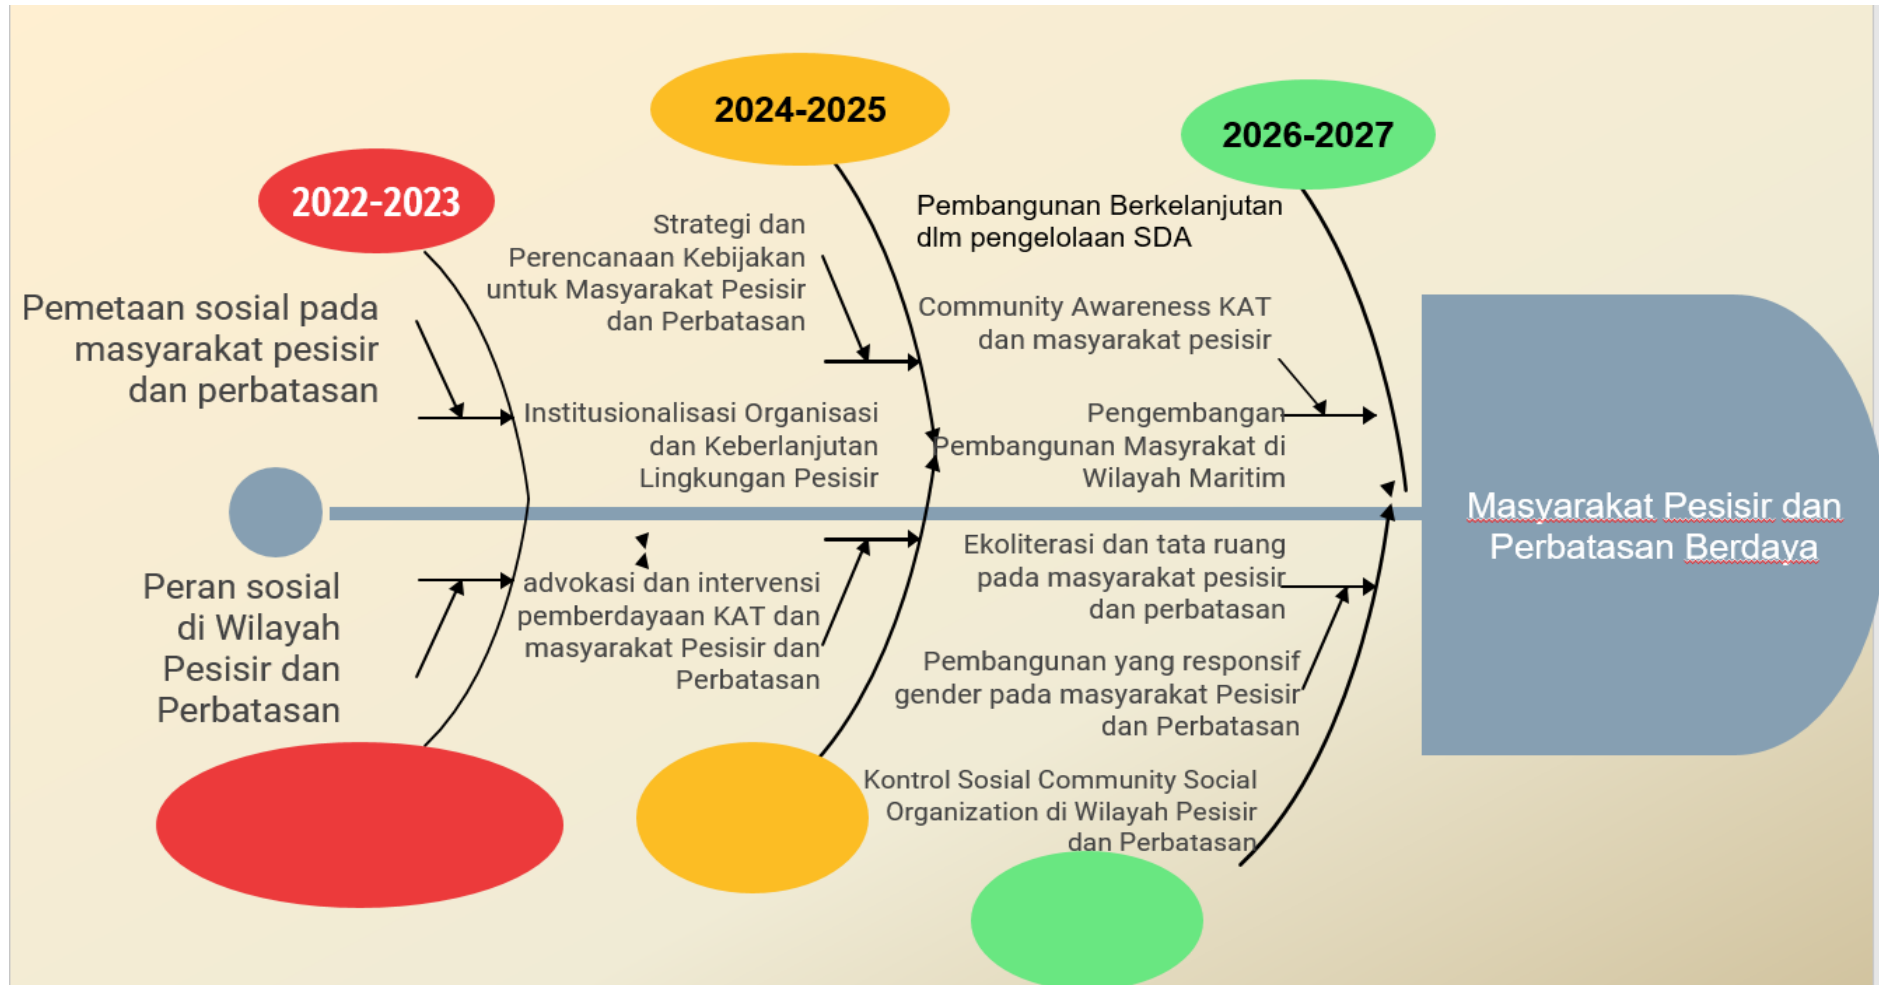 2022-2023
Pemetaan sosial pada
masyarakat pesisir
dan perbatasan
Peran sosial
di Wilayah
Pesisir dan
Perbatasan
2024-2025
Strategi dan
Perencanaan Kebijakan
untuk Masyarakat Pesisir
dan Perbatasan
Institusionalisasi Organisasi
dan Keberlanjutan
Lingkungan Pesisir
advokasi dan intervensi
pemberdayaan KAT dan
masyarakat Pesisir dan
Perbatasan
2026-2027
Pembangunan Berkelanjutan
dlm pengelolaan SDA
Community Awareness KAT
dan masyarakat pesisir
Pengembangan
Pembangunan Masyrakat di
Wilayah Maritim
Ekoliterasi dan tata ruang
pada masyarakat pesisir
dan perbatasan
Pembangunan yang responsif
gender pada masyarakat Pesisir
dan Perbatasan
Kontrol Sosial Community Social
Organization di Wilayah Pesisir
dan Perbatasan
Masyarakat Pesisir dan
Perbatasan Berdaya